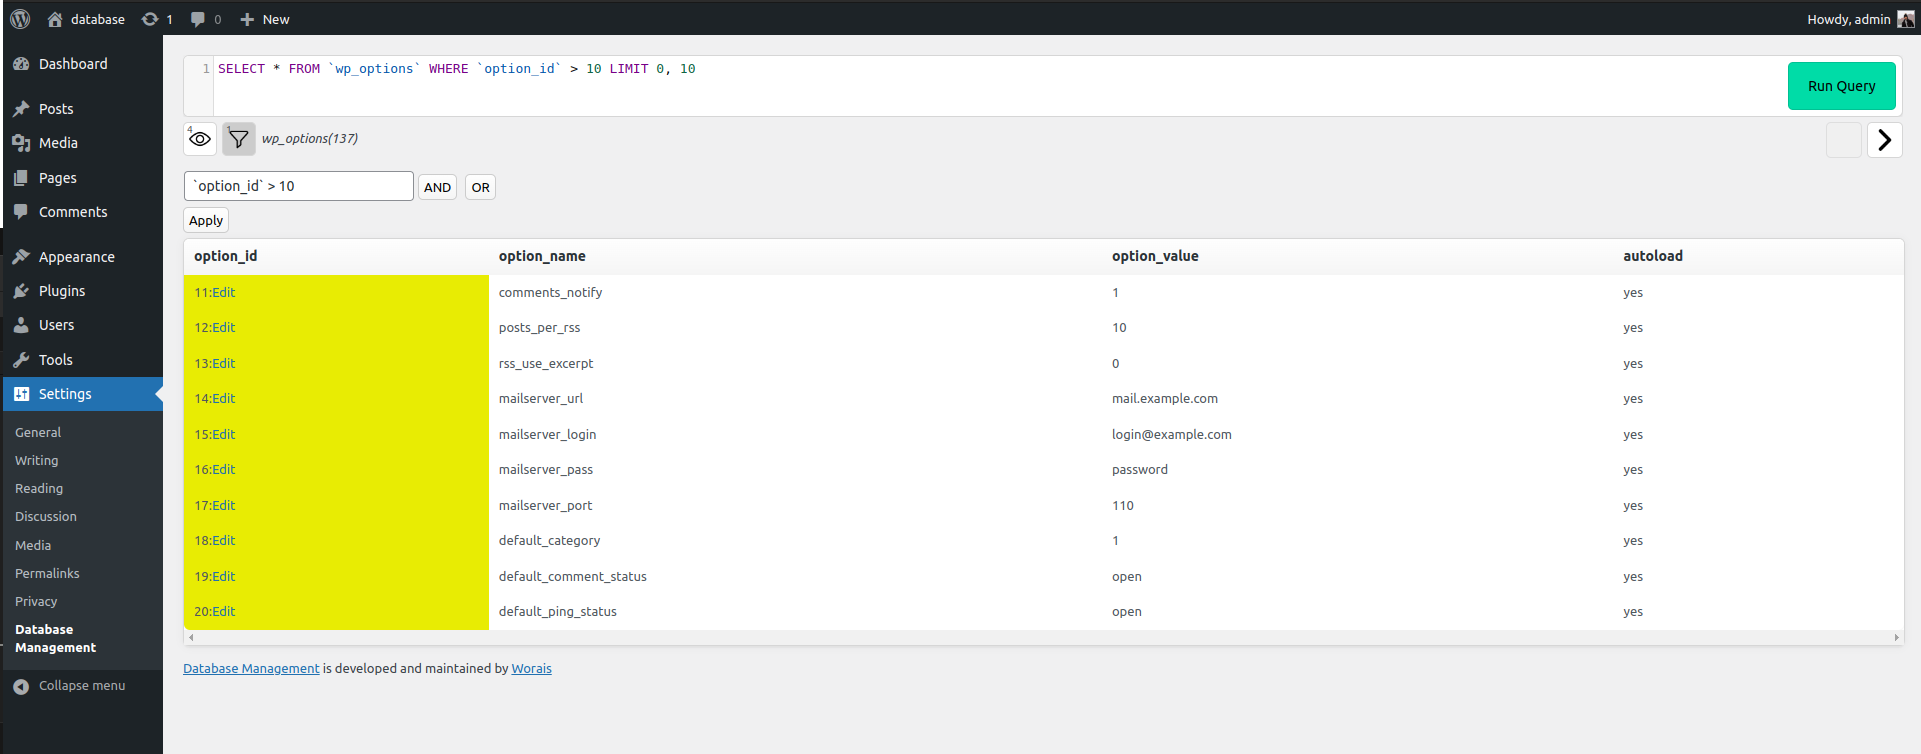 database 1 0 New Howdy, admin
Dashboard
Posts
Media
Pages
Comments
Appearance
Plugins
Users
Tools
Settings
General
Writing
Reading
Discussion
Media
Permalinks
Privacy
Database
Management
Collapse menu
1 SELECT * FROM `wp_options` WHERE `option_id` > 10 LIMIT 0, 10
Run Query
4 1 wp_options(137)
`option_id` > 10 AND OR
Apply
option_id option_name option_value autoload
11:Edit comments_notify 1 yes
12:Edit posts_per_rss 10 yes
13:Edit rss_use_excerpt 0 yes
14:Edit mailserver_url mail.example.com yes
15:Edit mailserver_login login@example.com yes
16:Edit mailserver_pass password yes
17:Edit mailserver_port 110 yes
18:Edit default_category 1 yes
19:Edit default_comment_status open yes
20:Edit default_ping_status open yes
Database Management is developed and maintained by Worais